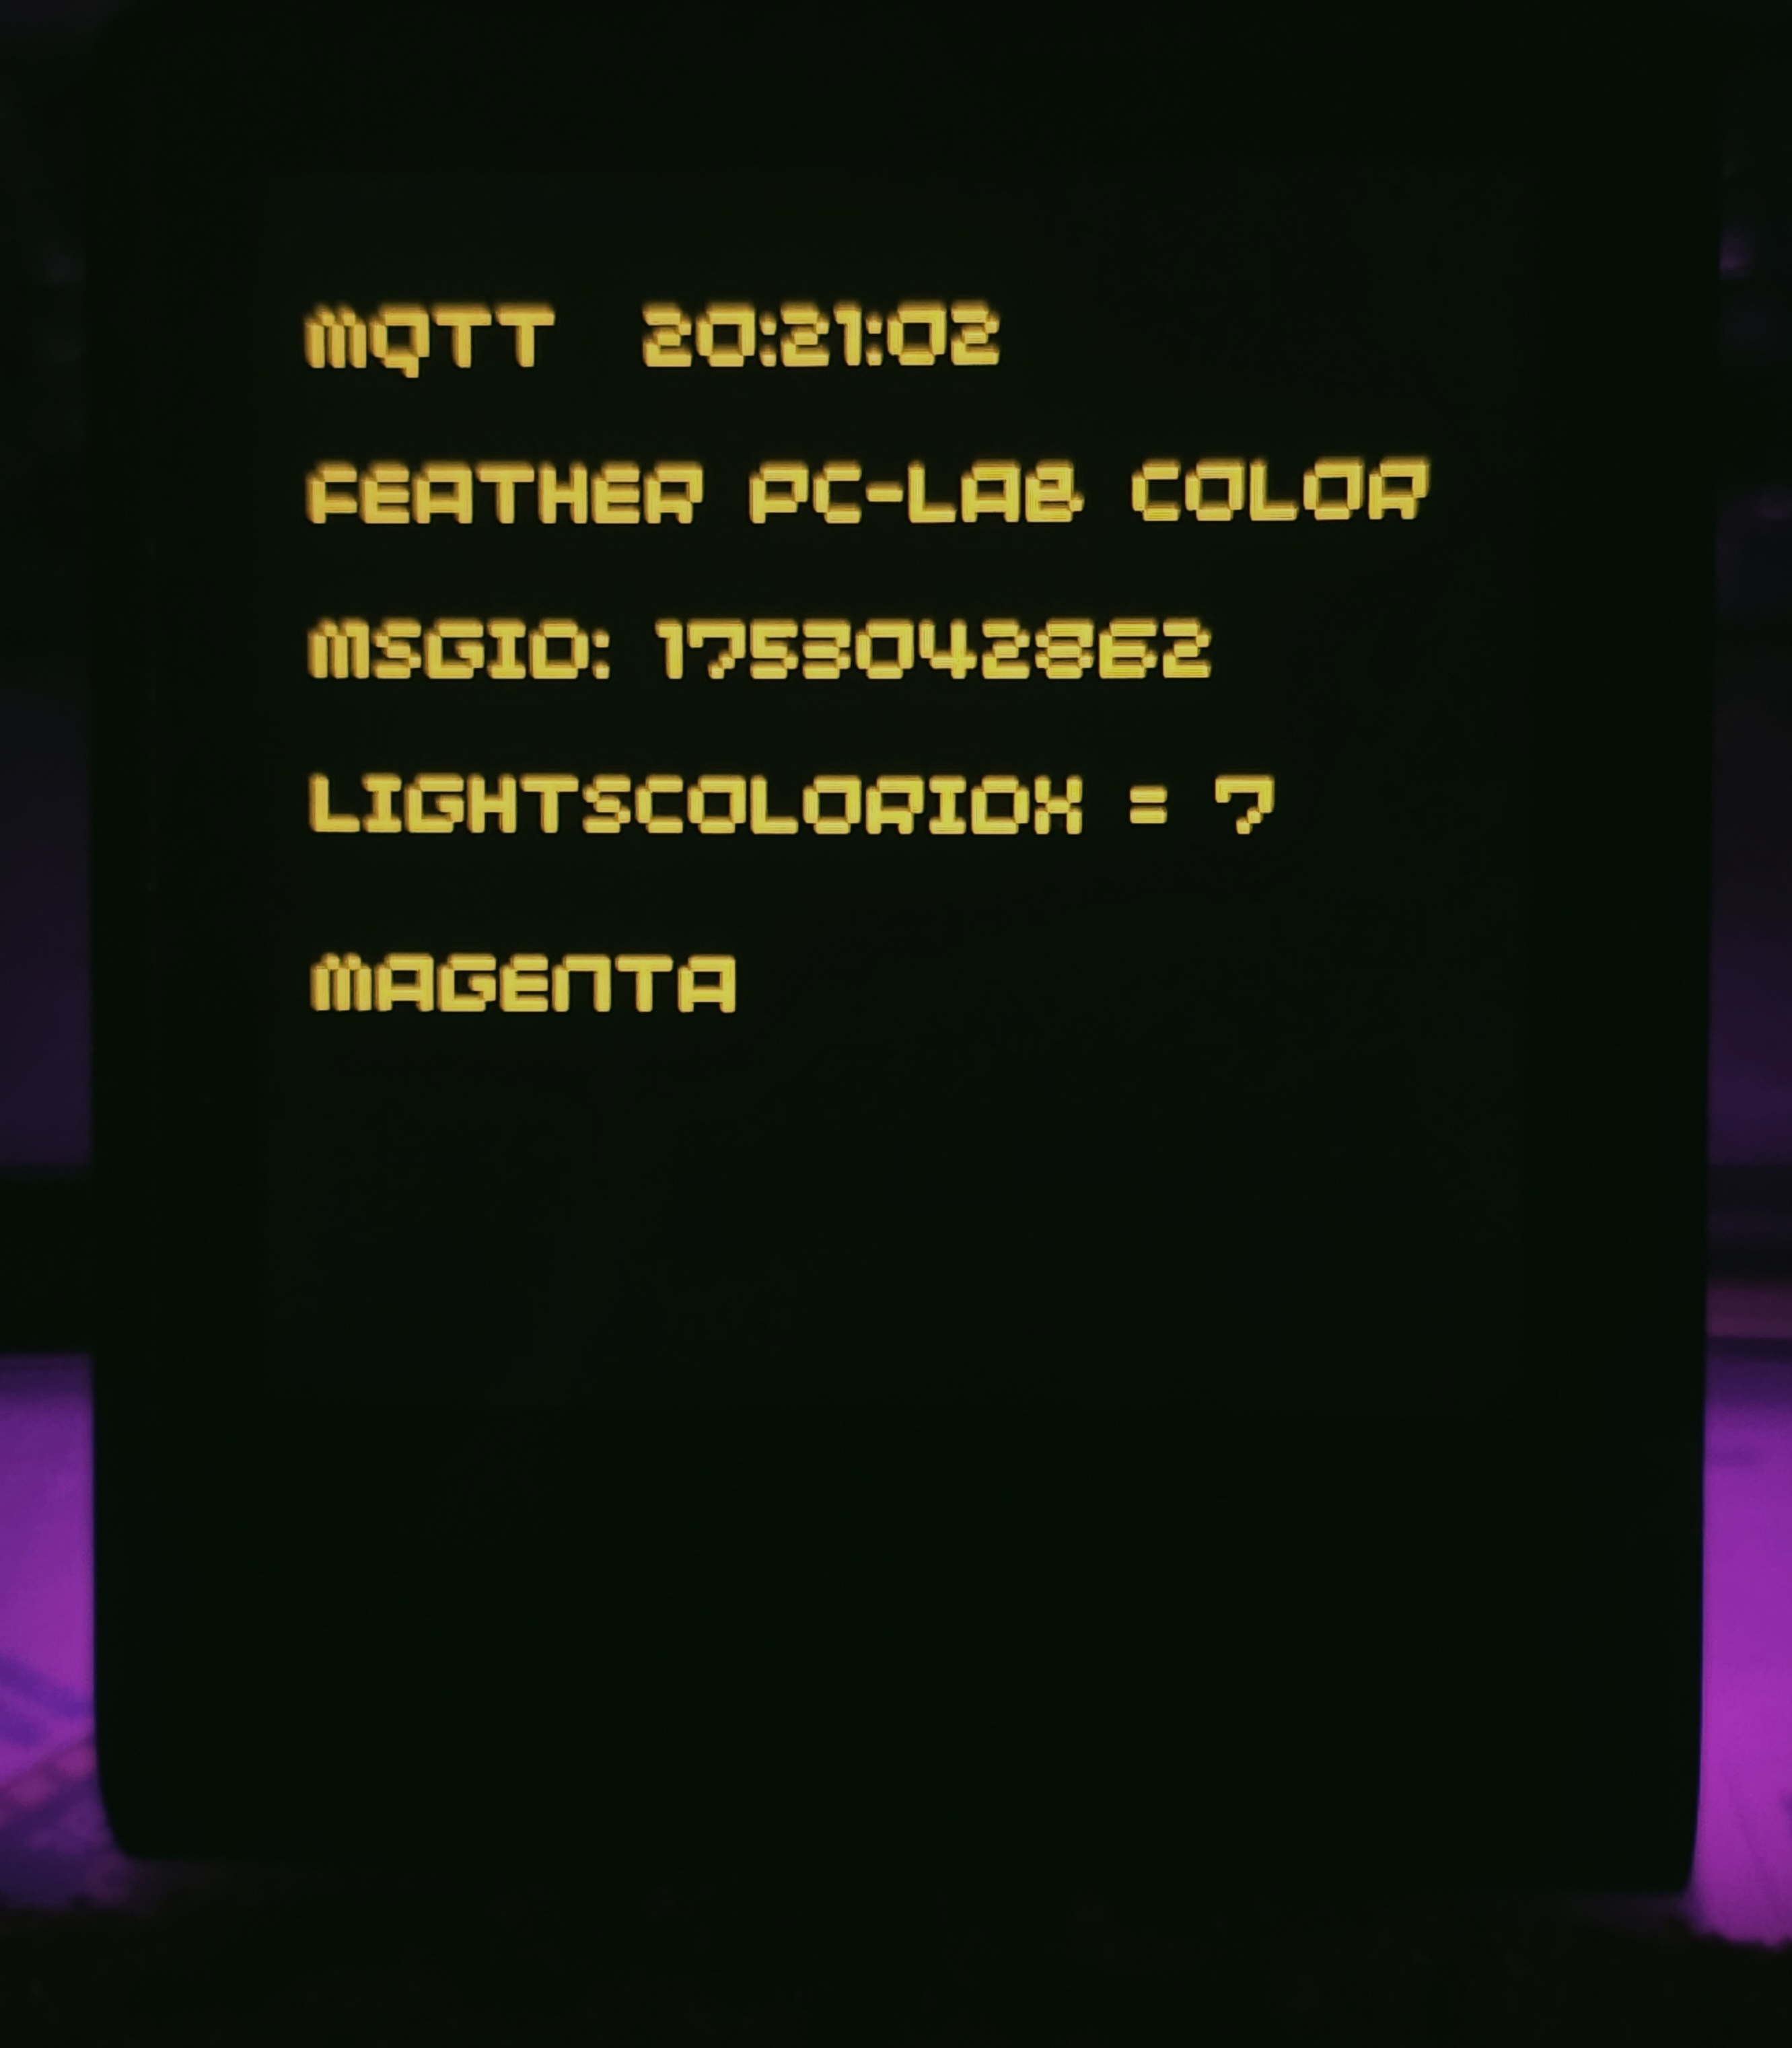 MQTT 20:21:02
FEATHER PC-LAB COLOR
MSGID: 1753042862
LIGHTSCOLORIDX = 7
MAGENTA